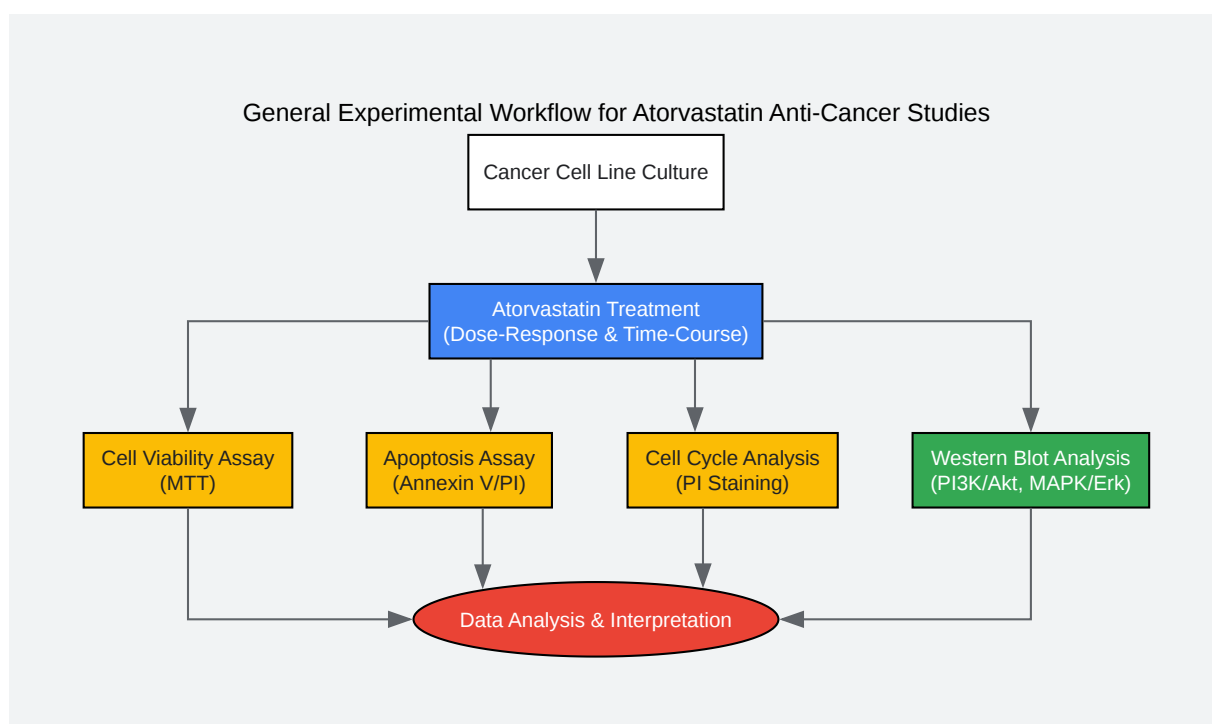 General Experimental Workflow for Atorvastatin Anti-Cancer Studies
Cancer Cell Line Culture
Atorvastatin Treatment
(Dose-Response & Time-Course)
Cell Viability Assay
(MTT)
Apoptosis Assay
(Annexin V/PI)
Cell Cycle Analysis
(PI Staining)
Western Blot Analysis
(PI3K/Akt, MAPK/Erk)
Data Analysis & Interpretation